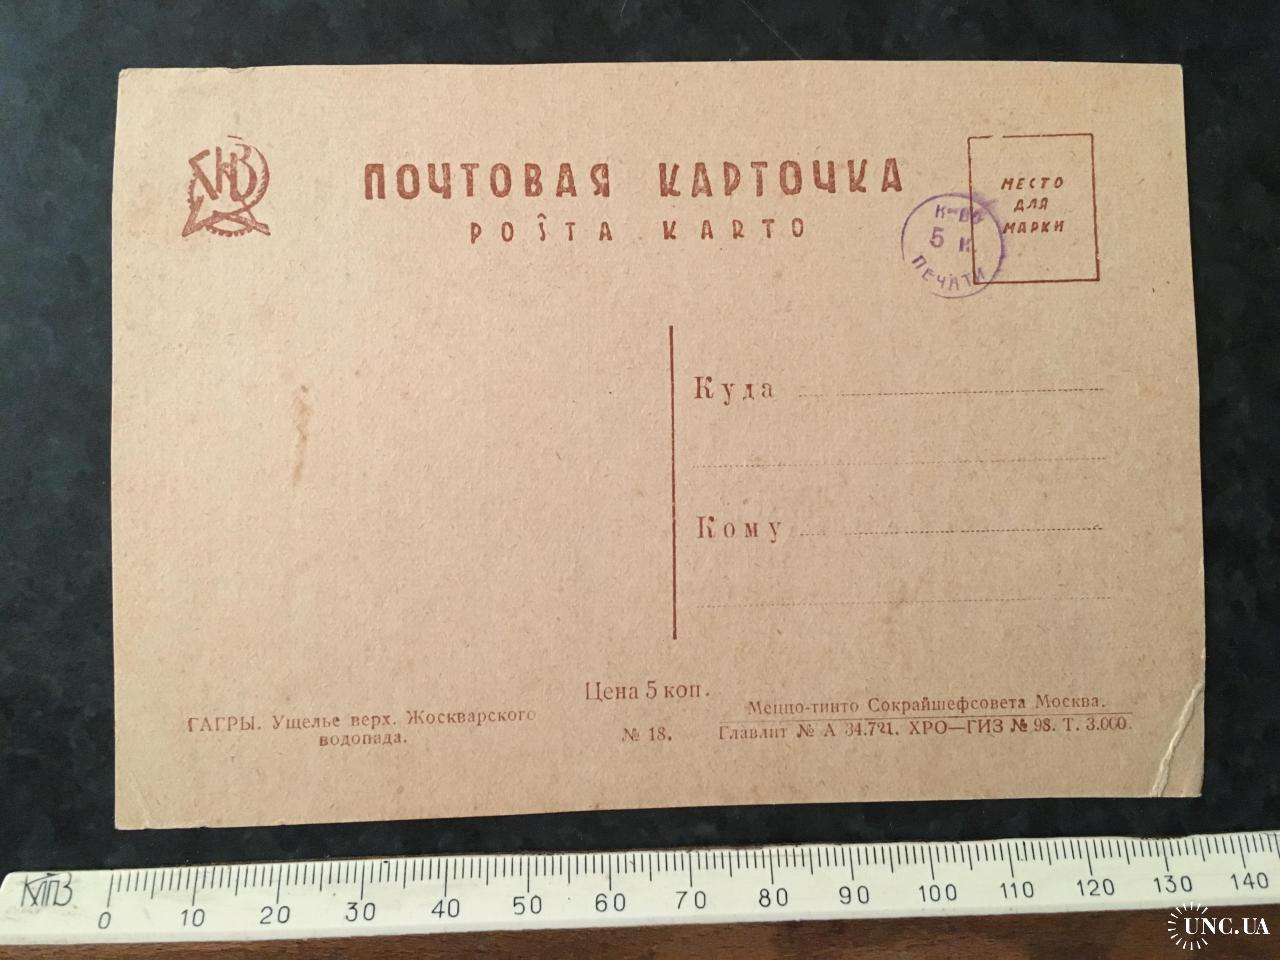 ПОЧТОВАЯ КАРТОЧКА
POŜTA KARTO
МЕСТО
ДЛЯ
МАРКИ
К-ВО
5 К
ПЕЧАТИ
Куда
Кому
Цена 5 коп.
ГАГРЫ. Ущелье верх. Жоскварского
водопада.
№ 18.
Меццо-тинто Сокрайшефсовета Москва.
Главлит № А 34.721. ХРО—ГИЗ № 98. Т. 3.000.
0 10 20 30 40 50 60 70 80 90 100 110 120 130 140
UNC.UA